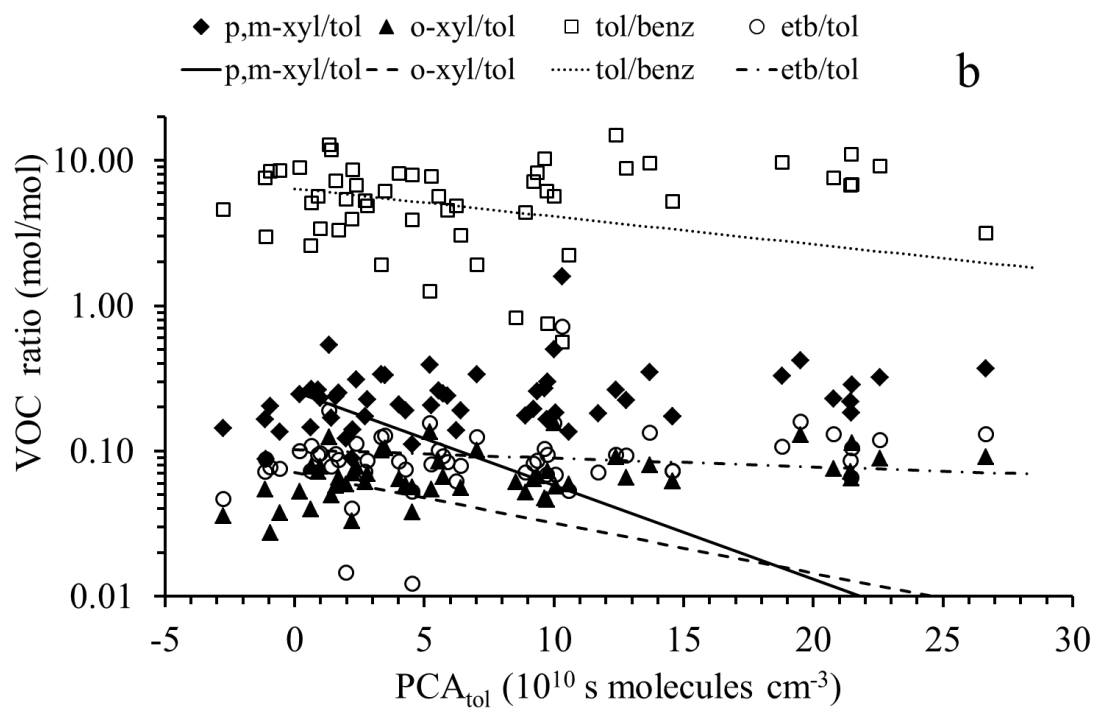 p,m-xyl/tol o-xyl/tol tol/benz etb/tol
p,m-xyl/tol o-xyl/tol tol/benz etb/tol
b
10.00
1.00
0.10
0.01
VOC ratio (mol/mol)
-5 0 5 10 15 20 25 30
PCAtol (10¹⁰ s molecules cm⁻³)